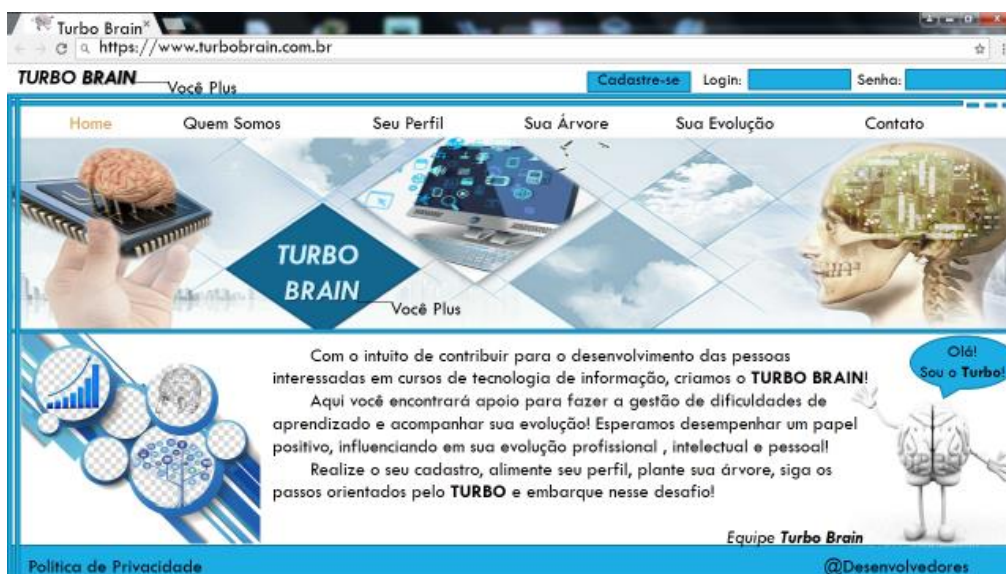 Turbo Brain
https://www.turbobrain.com.br
TURBO BRAIN
Você Plus
Cadastre-se Login: Senha:
Home Quem Somos Seu Perfil Sua Árvore Sua Evolução Contato
TURBO
BRAIN
Você Plus
Com o intuito de contribuir para o desenvolvimento das pessoas
interessadas em cursos de tecnologia de informação, criamos o TURBO BRAIN!
Aqui você encontrará apoio para fazer a gestão de dificuldades de
aprendizado e acompanhar sua evolução! Esperamos desempenhar um papel
positivo, influenciando em sua evolução profissional , intelectual e pessoal!
Realize o seu cadastro, alimente seu perfil, plante sua árvore, siga os
passos orientados pelo TURBO e embarque nesse desafio!
Equipe Turbo Brain
Olá!
Sou o Turbo!
Política de Privacidade @Desenvolvedores